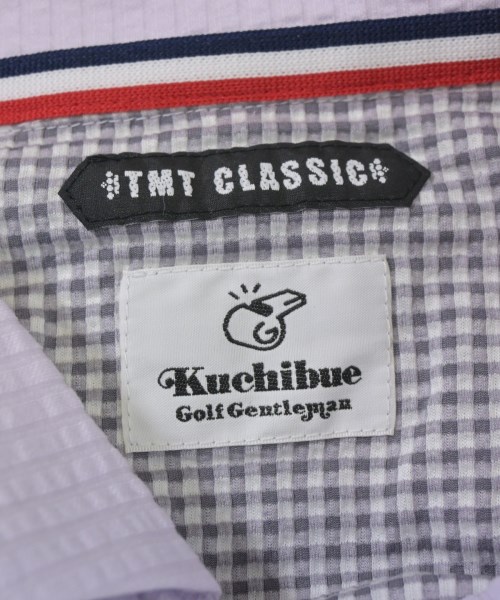 TMT CLASSIC
G
Kuchibue
Golf Gentleman